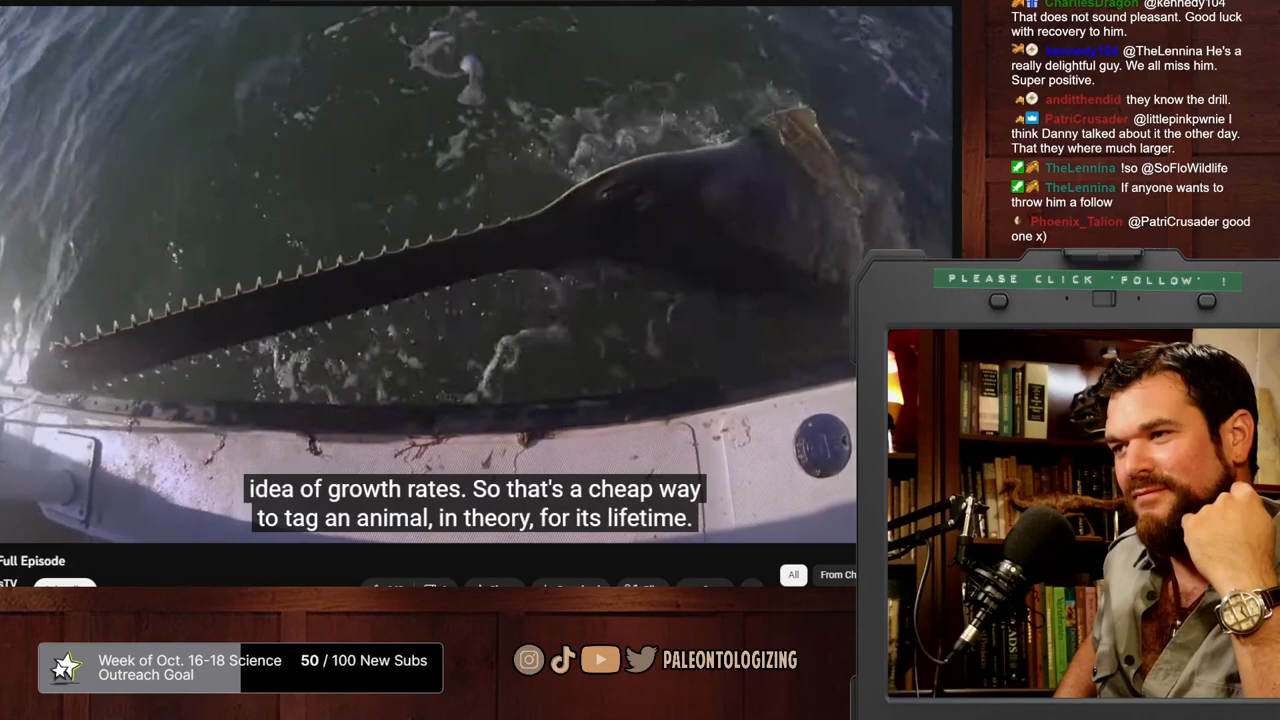 CharliesDragon @kennedy104
That does not sound pleasant. Good luck
with recovery to him.
kennedy104 @TheLennina He's a
really delightful guy. We all miss him.
Super positive.
anditthendid they know the drill.
PatriCrusader @littlepinkpwnie I
think Danny talked about it the other day.
That they where much larger.
TheLennina !so @SoFloWildlife
TheLennina If anyone wants to
throw him a follow
Phoenix_Talion @PatriCrusader good
one x)
PLEASE CLICK "FOLLOW" !
idea of growth rates. So that's a cheap way
to tag an animal, in theory, for its lifetime.
Full Episode
All From Ch
Week of Oct. 16-18 Science
Outreach Goal
50 / 100 New Subs
PALEONTOLOGIZING